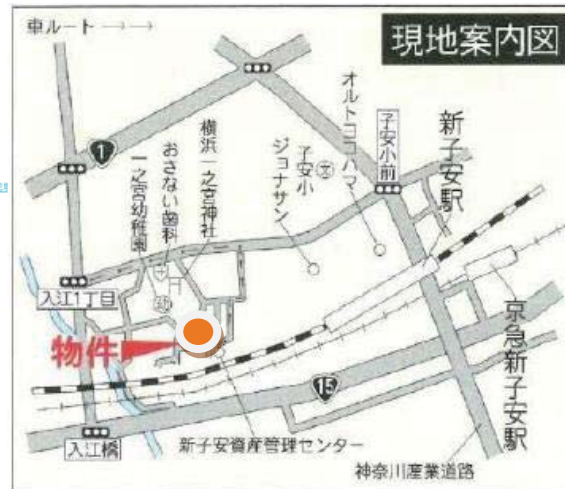 車ルート →→
現地案内図
1
オルトヨコハマ
子安小前
新子安駅
横浜一之宮神社
おさない歯科
一之宮幼稚園
子安小
文
ジョナサン
入江1丁目
幼
物件
京急新子安駅
15
入江橋
新子安資産管理センター
神奈川産業道路